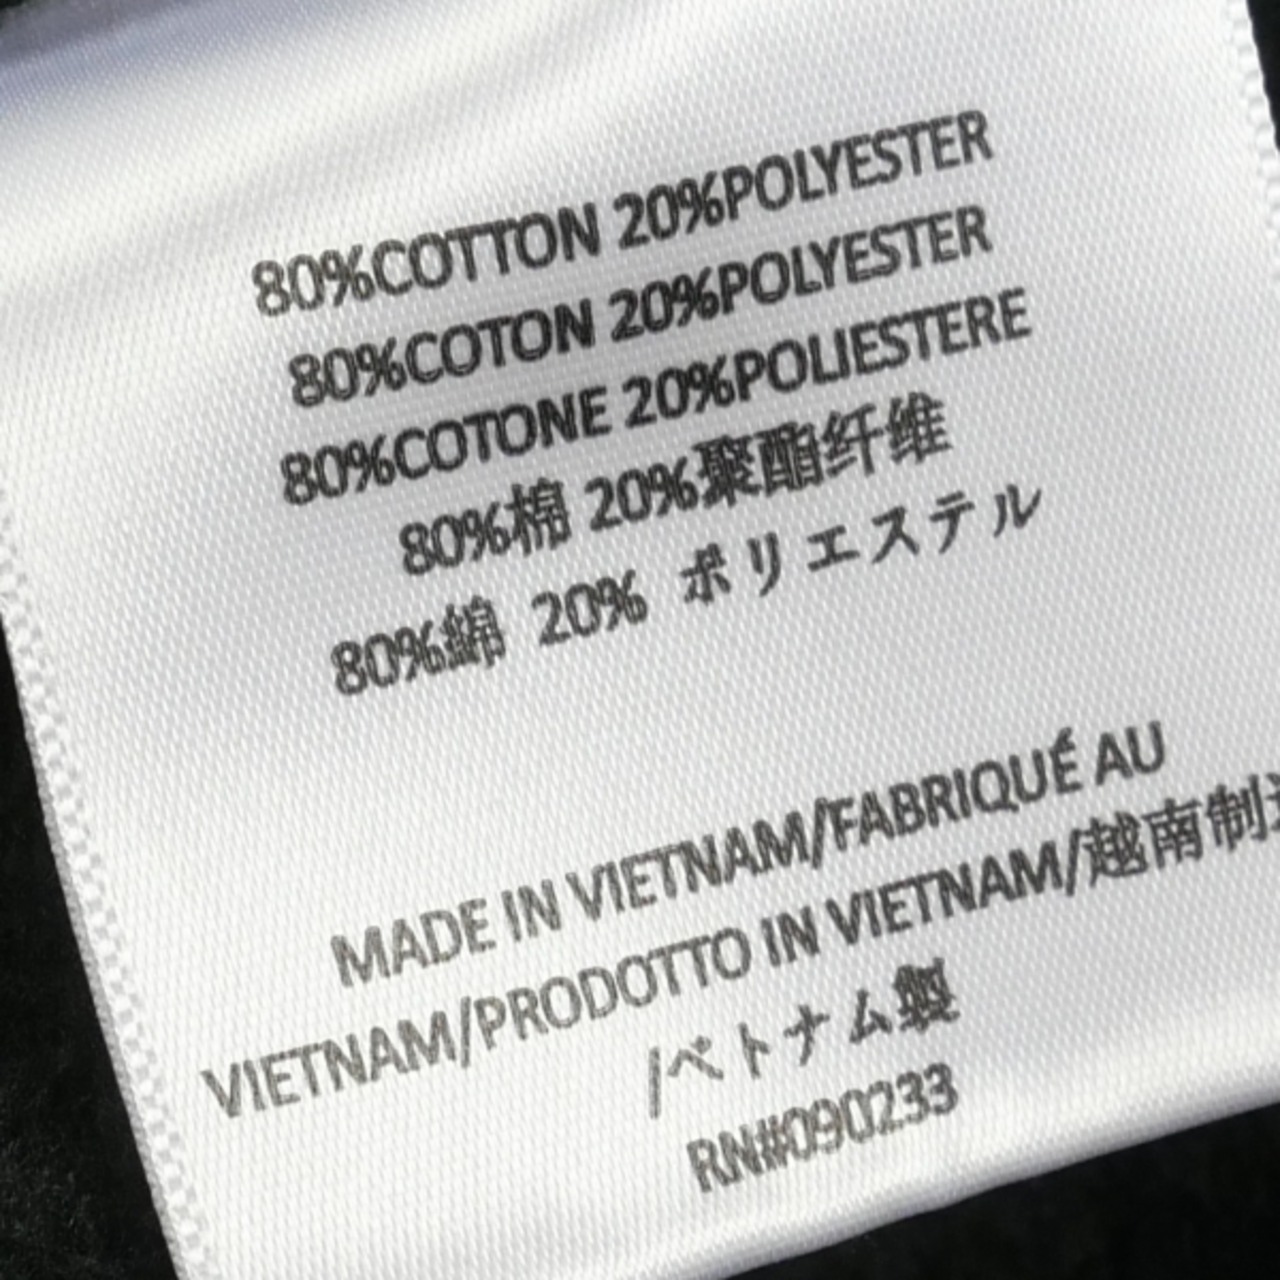 80%COTTON 20%POLYESTER
80%COTON 20%POLYESTER
80%COTONE 20%POLIESTERE
80%棉 20%聚酯纤维
80%綿 20% ポリエステル
MADE IN VIETNAM/FABRIQUÉ AU
VIETNAM/PRODOTTO IN VIETNAM/越南制造
/ベトナム製
RN#090233